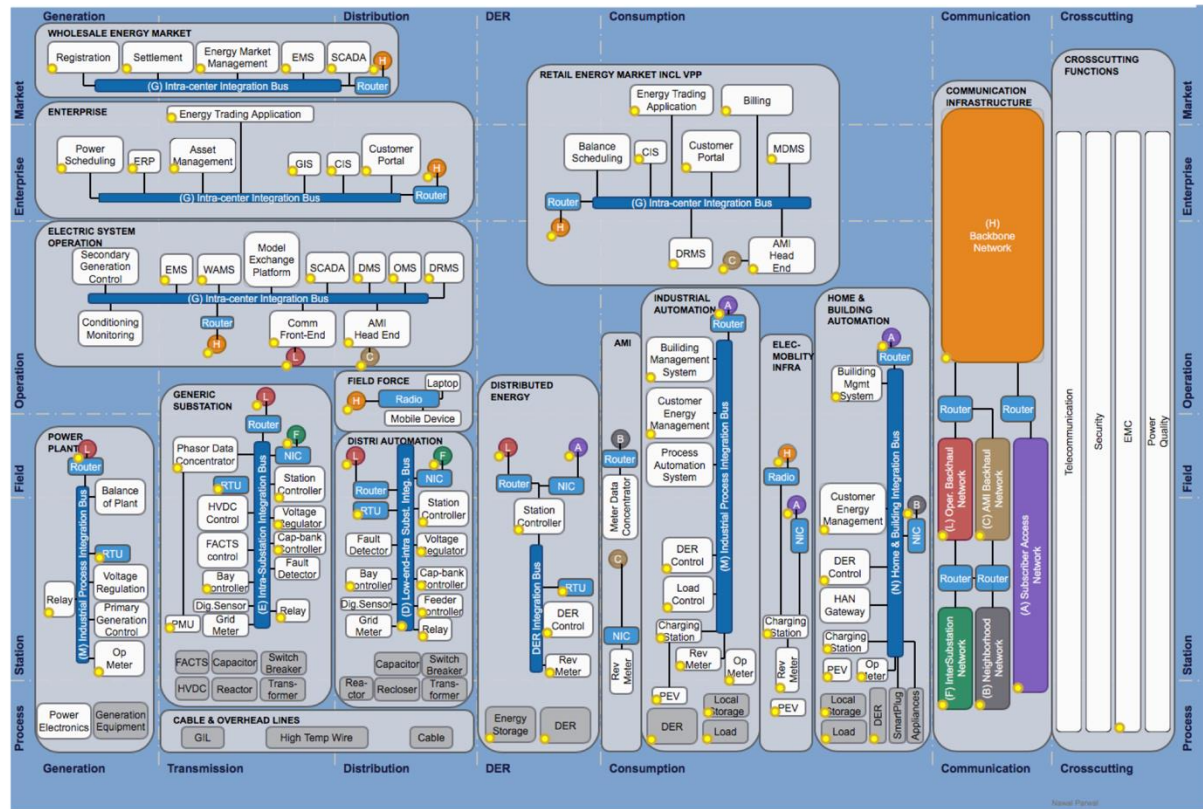 Generation
Distribution
DER
Consumption
Communication
Crosscutting
Market
Enterprise
Operation
Field
Station
Process
WHOLESALE ENERGY MARKET
Registration
Settlement
Energy Market
Management
EMS
SCADA
H
(G) Intra-center Integration Bus
Router
ENTERPRISE
Energy Trading Application
Power
Scheduling
ERP
Asset
Management
GIS
CIS
Customer
Portal
H
(G) Intra-center Integration Bus
Router
ELECTRIC SYSTEM
OPERATION
Secondary
Generation
Control
EMS
WAMS
Model
Exchange
Platform
SCADA
DMS
OMS
DRMS
(G) Intra-center Integration Bus
Conditioning
Monitoring
Router
H
Comm
Front-End
L
AMI
Head End
C
RETAIL ENERGY MARKET INCL VPP
Energy Trading
Application
Billing
Balance
Scheduling
CIS
Customer
Portal
MDMS
Router
(G) Intra-center Integration Bus
H
DRMS
C
AMI
Head
End
POWER
PLANT
L
Router
(M) Industrial Process Integration Bus
Balance
of Plant
RTU
Voltage
Regulation
Relay
Primary
Generation
Control
Op
Meter
Power
Electronics
Generation
Equipment
GENERIC
SUBSTATION
L
Router
F
NIC
Phasor Data
Concentrator
(E) Intra-Substation Integration Bus
RTU
Station
Controller
HVDC
Control
Voltage
Regulator
FACTS
control
Cap-bank
Controller
Fault
Detector
Bay
Controller
Dig.Sensor
Relay
PMU
Grid
Meter
FACTS
Capacitor
Switch
Breaker
HVDC
Reactor
Trans-
former
FIELD FORCE
Laptop
H
Radio
Mobile Device
DISTRI AUTOMATION
L
F
Router
NIC
RTU
(D) Low-end-intra Subst. Integ. Bus
Station
Controller
Fault
Detector
Voltage
Regulator
Bay
Controller
Cap-bank
Controller
Dig.Sensor
Feeder
Controller
Grid
Meter
Relay
Capacitor
Switch
Breaker
Rea-
ctor
Recloser
Trans-
former
CABLE & OVERHEAD LINES
GIL
High Temp Wire
Cable
DISTRIBUTED
ENERGY
L
A
Router
NIC
Station
Controller
DER Integration Bus
RTU
DER
Control
Rev
Meter
Energy
Storage
DER
AMI
B
Router
Meter Data
Concentrator
C
NIC
Rev
Meter
INDUSTRIAL
AUTOMATION
A
Router
Buiilding
Management
System
Customer
Energy
Management
Process
Automation
System
(M) Industrial Process Integration Bus
DER
Control
Load
Control
Charging
Station
Rev
Meter
Op
Meter
PEV
DER
Local
Storage
Load
ELEC-
MOBLITY
INFRA
H
Radio
A
NIC
Charging
Station
Rev
Meter
PEV
HOME &
BUILDING AUTOMATION
A
Router
Buiilding
Mgmt
System
(N) Home & Building Integration Bus
Customer
Energy
Management
B
NIC
DER
Control
HAN
Gateway
Charging
Station
PEV
Op
Meter
Local
Storage
Load
DER
SmartPlug
Appliances
COMMUNICATION
INFRASTRUCTURE
(H)
Backbone
Network
Router
Router
(L) Oper. Backhaul
Network
(C) AMI Backhaul
Network
(A) Subscriber Access
Network
Router
Router
(F) InterSubstation
Network
(B) Neighborhood
Network
CROSSCUTTING
FUNCTIONS
Telecommunication
Security
EMC
Power
Quality
Market
Enterprise
Operation
Field
Station
Process
Generation
Transmission
Distribution
DER
Consumption
Communication
Crosscutting
Nawal Parwal